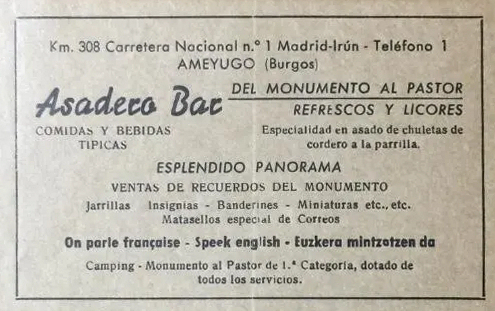 Km. 308 Carretera Nacional n.º 1 Madrid-Irún - Teléfono 1
AMEYUGO (Burgos)
Asadero Bar DEL MONUMENTO AL PASTOR
REFRESCOS Y LICORES
COMIDAS Y BEBIDAS
TIPICAS
Especialidad en asado de chuletas de
cordero a la parrilla.
ESPLENDIDO PANORAMA
VENTAS DE RECUERDOS DEL MONUMENTO
Jarrillas Insignias - Banderines - Miniaturas etc., etc.
Matasellos especial de Correos
On parle française - Speek english - Euzkera mintzotzen da
Camping - Monumento al Pastor de 1.ª Categoría, dotado de
todos los servicios.